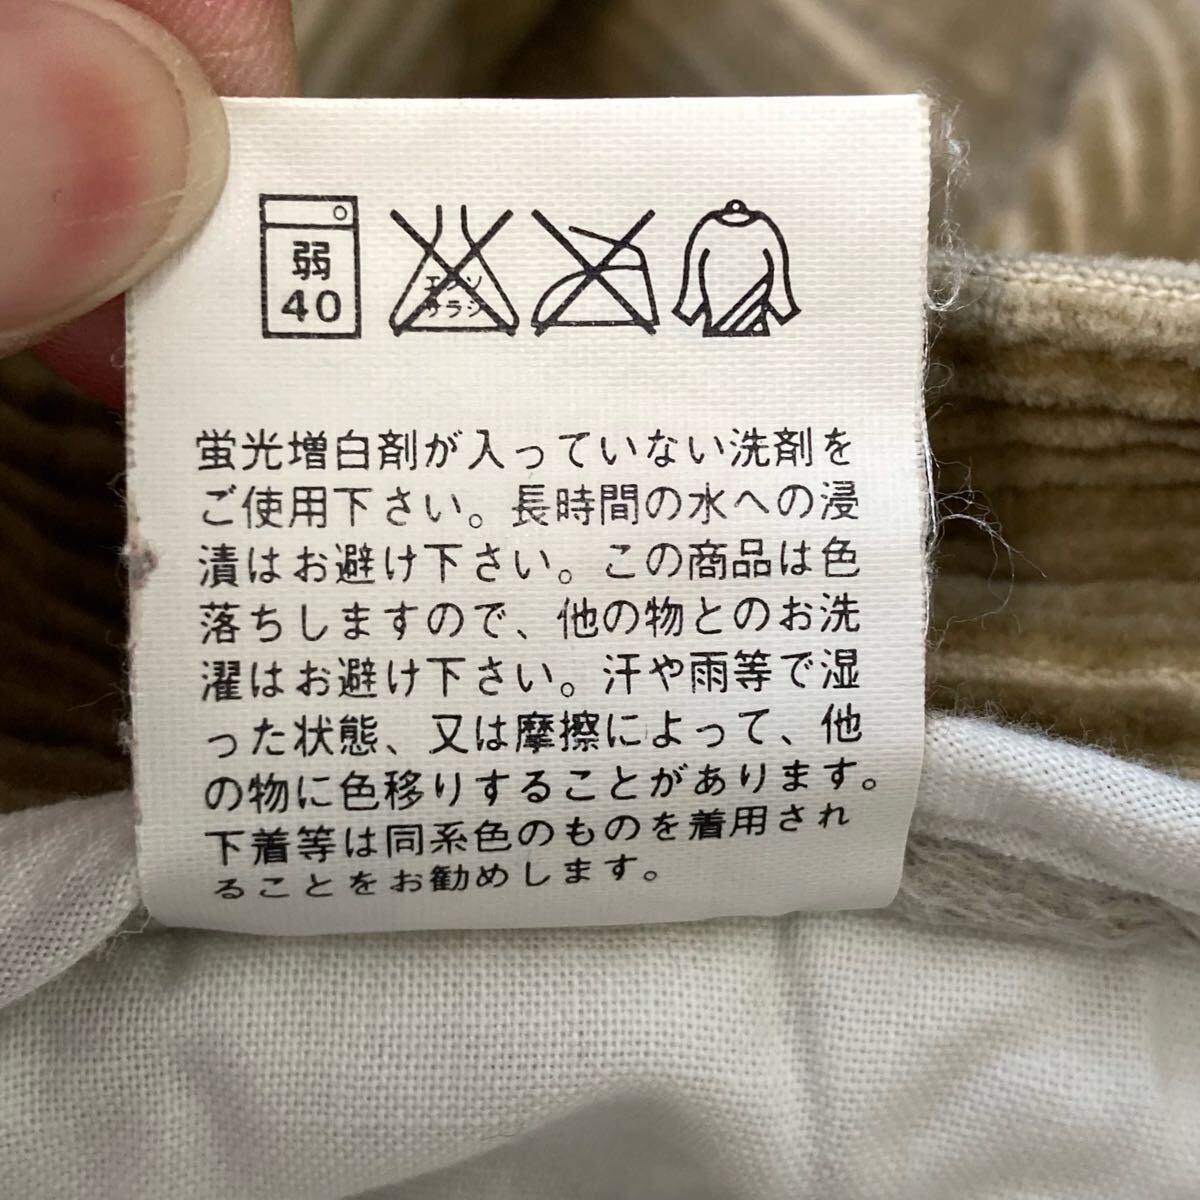 弱
40
エンソ
サラシ
蛍光増白剤が入っていない洗剤を
ご使用下さい。長時間の水への浸
漬はお避け下さい。この商品は色
落ちしますので、他の物とのお洗
濯はお避け下さい。汗や雨等で湿
った状態、又は摩擦によって、他
の物に色移りすることがあります。
下着等は同系色のものを着用され
ることをお勧めします。